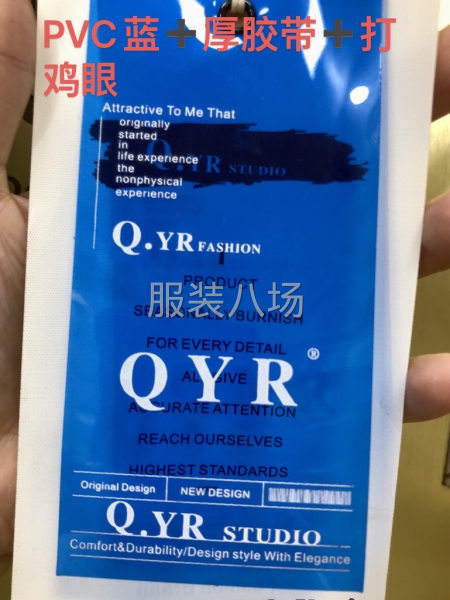 PVC蓝➕厚胶带➕打
鸡眼
Attractive To Me That
originally
started
in
life experience
the
nonphysical
experience
Q.YR STUDIO
Q.YR FASHION
PRODUCT
服装八场
FOR EVERY DETAIL
QYR®
ACCURATE ATTENTION
REACH OURSELVES
HIGHEST STANDARDS
Original Design
NEW DESIGN
Q.YR STUDIO
Comfort&Durability/Design style With Elegance